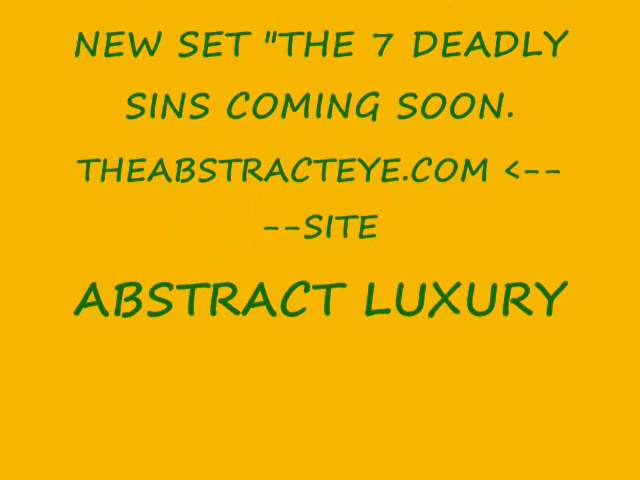 NEW SET "THE 7 DEADLY
SINS COMING SOON.
THEABSTRACTEYE.COM <--
--SITE
ABSTRACT LUXURY